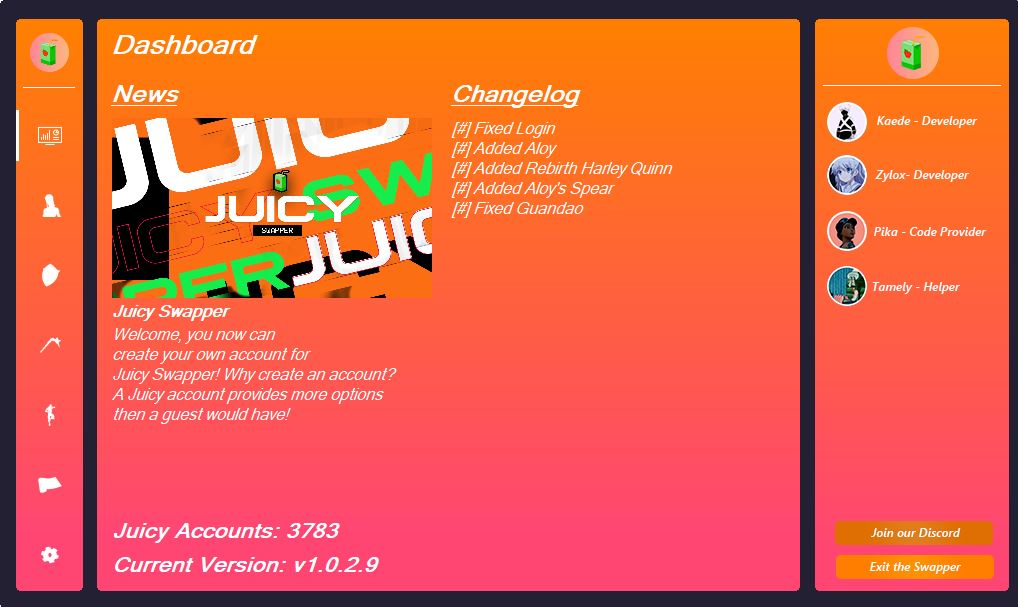 Dashboard
News
JUICY
SWAPPER
Juicy Swapper
Welcome, you now can
create your own account for
Juicy Swapper! Why create an account?
A Juicy account provides more options
then a guest would have!
Changelog
[#] Fixed Login
[#] Added Aloy
[#] Added Rebirth Harley Quinn
[#] Added Aloy's Spear
[#] Fixed Guandao
Juicy Accounts: 3783
Current Version: v1.0.2.9
Kaede - Developer
Zylox- Developer
Pika - Code Provider
Tamely - Helper
Join our Discord
Exit the Swapper